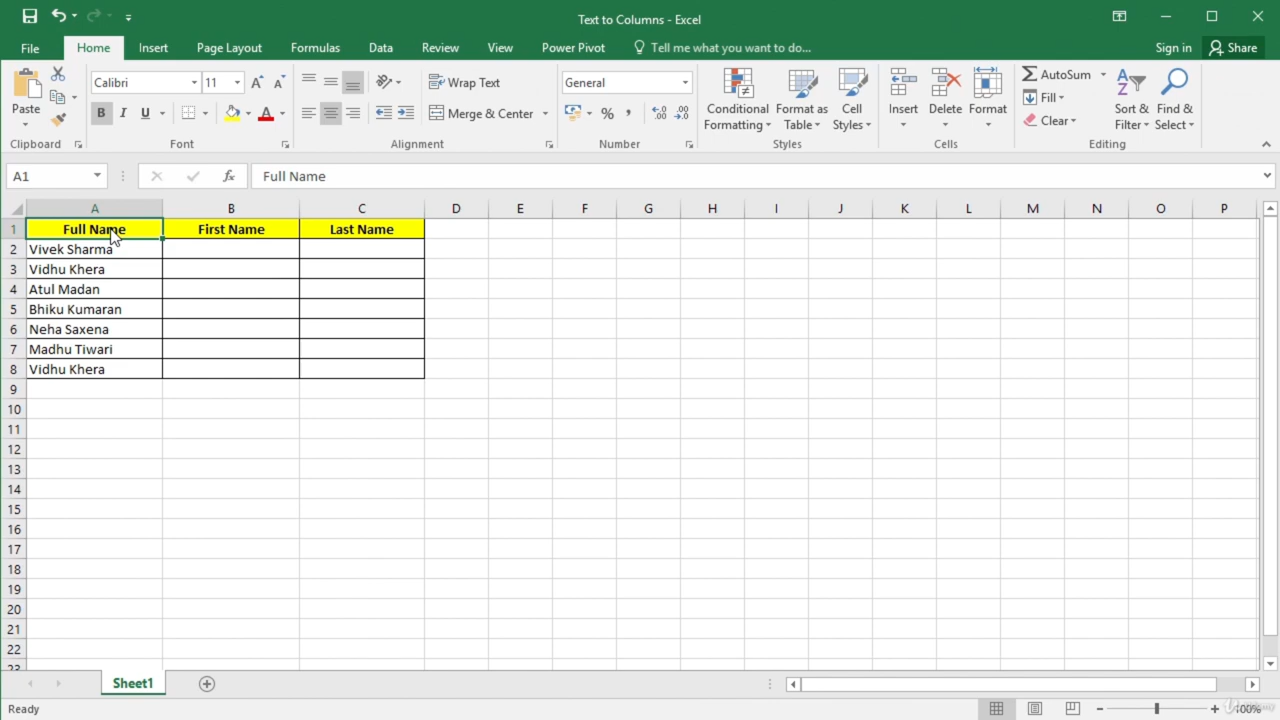 Text to Columns - Excel
File Home Insert Page Layout Formulas Data Review View Power Pivot Tell me what you want to do... Sign in Share
Paste
Calibri 11
B I U A
Wrap Text
Merge & Center
General
% ,
Conditional Formatting
Format as Table
Cell Styles
Insert Delete Format
AutoSum
Fill
Clear
Sort & Filter
Find & Select
Clipboard Font Alignment Number Styles Cells Editing
A1 fx Full Name
A B C D E F G H I J K L M N O P
1 Full Name First Name Last Name
2 Vivek Sharma
3 Vidhu Khera
4 Atul Madan
5 Bhiku Kumaran
6 Neha Saxena
7 Madhu Tiwari
8 Vidhu Khera
9
10
11
12
13
14
15
16
17
18
19
20
21
22
23
Sheet1
Ready 100%